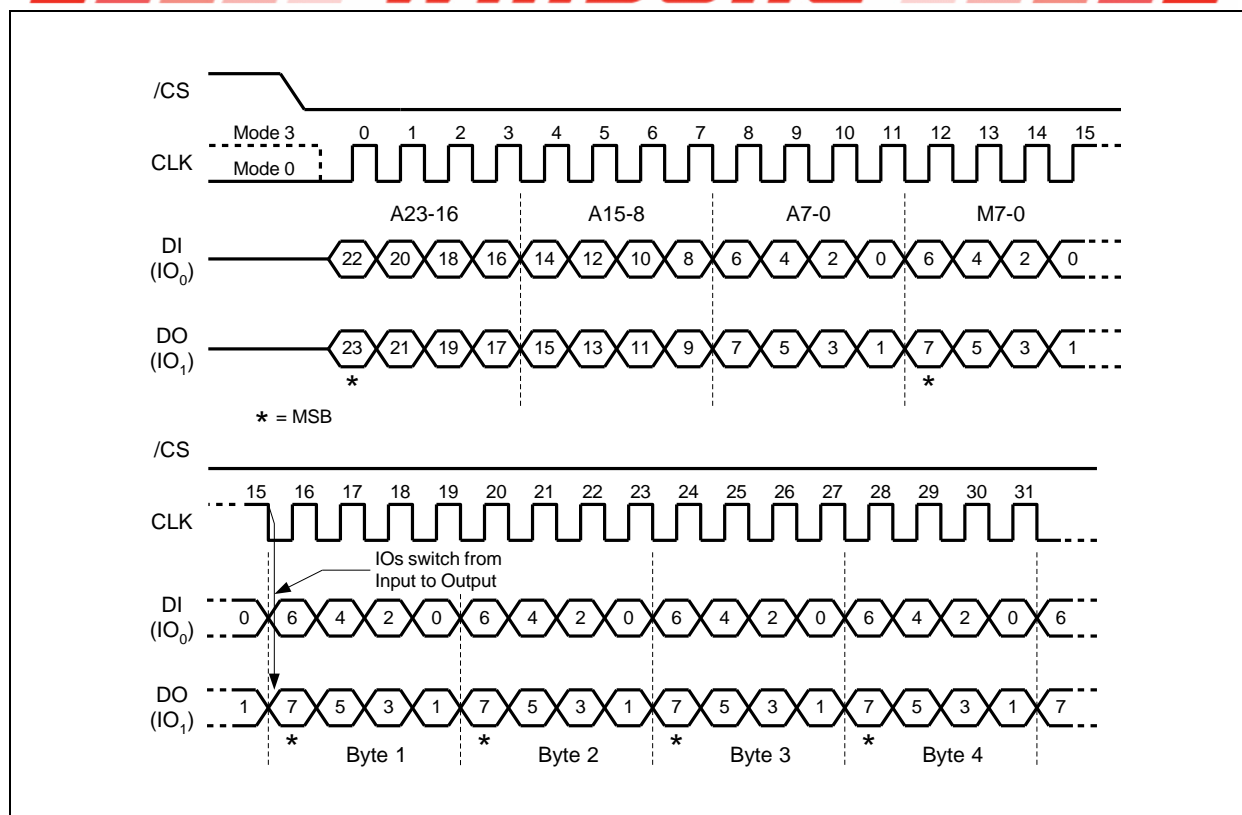 /CS
Mode 3 0 1 2 3 4 5 6 7 8 9 10 11 12 13 14 15
CLK
Mode 0
A23-16 A15-8 A7-0 M7-0
DI
(IO0) 22 20 18 16 14 12 10 8 6 4 2 0 6 4 2 0
DO
(IO1) 23 21 19 17 15 13 11 9 7 5 3 1 7 5 3 1
* *
* = MSB
/CS
15 16 17 18 19 20 21 22 23 24 25 26 27 28 29 30 31
CLK
IOs switch from
Input to Output
DI
(IO0) 0 6 4 2 0 6 4 2 0 6 4 2 0 6 4 2 0 6
DO
(IO1) 1 7 5 3 1 7 5 3 1 7 5 3 1 7 5 3 1 7
* * * *
Byte 1 Byte 2 Byte 3 Byte 4